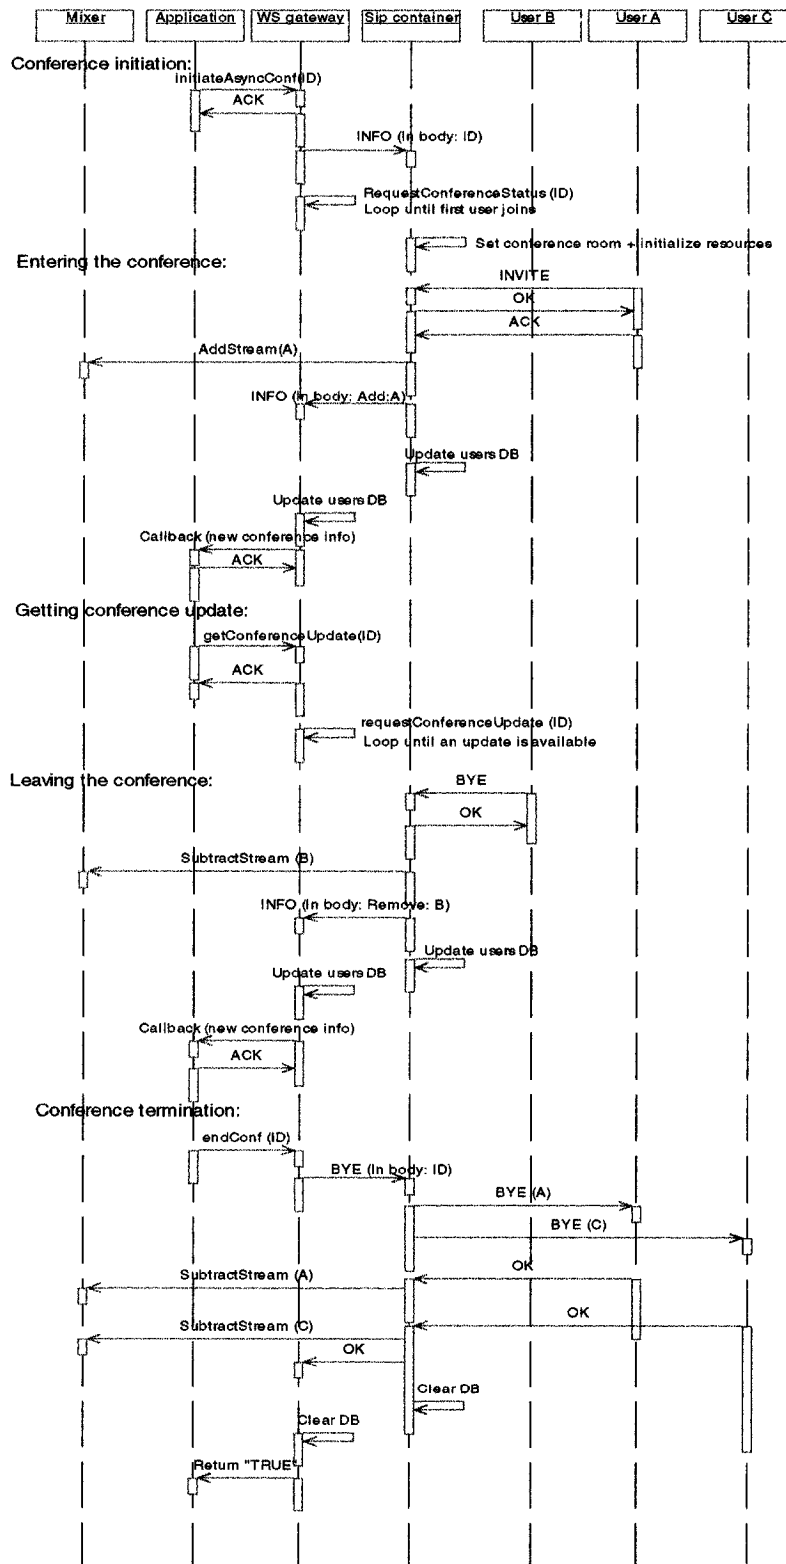 Mixer Application WS gateway Sip container User B User A User C
Conference initiation:
initiateAsyncConf(ID)
ACK
INFO (In body: ID)
RequestConferenceStatus (ID)
Loop until first user joins
Set conference room + initialize resources
Entering the conference:
INVITE
OK
ACK
AddStream(A)
INFO (In body: Add:A)
Update users DB
Update users DB
Callback (new conference info)
ACK
Getting conference update:
getConferenceUpdate(ID)
ACK
requestConferenceUpdate (ID)
Loop until an update is available
Leaving the conference:
BYE
OK
SubtractStream (B)
INFO (In body: Remove: B)
Update users DB
Update users DB
Callback (new conference info)
ACK
Conference termination:
endConf (ID)
BYE (In body: ID)
BYE (A)
BYE (C)
OK
SubtractStream (A)
OK
SubtractStream (C)
OK
Clear DB
Clear DB
Return "TRUE"